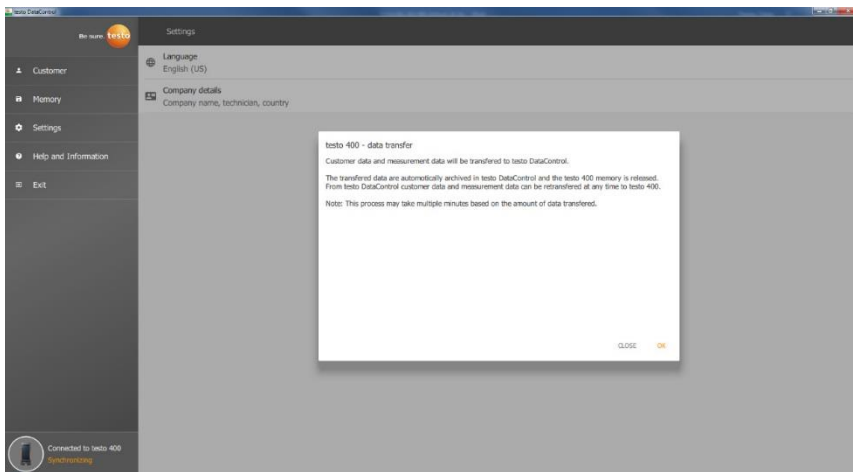 testo DataControl
Be sure. testo
Settings
Customer
Memory
Settings
Help and Information
Exit
Language
English (US)
Company details
Company name, technician, country
testo 400 - data transfer
Customer data and measurement data will be transfered to testo DataControl.
The transfered data are automatically archived in testo DataControl and the testo 400 memory is released.
From testo DataControl customer data and measurement data can be retransfered at any time to testo 400.
Note: This process may take multiple minutes based on the amount of data transfered.
CLOSE OK
Connected to testo 400
Synchronizing